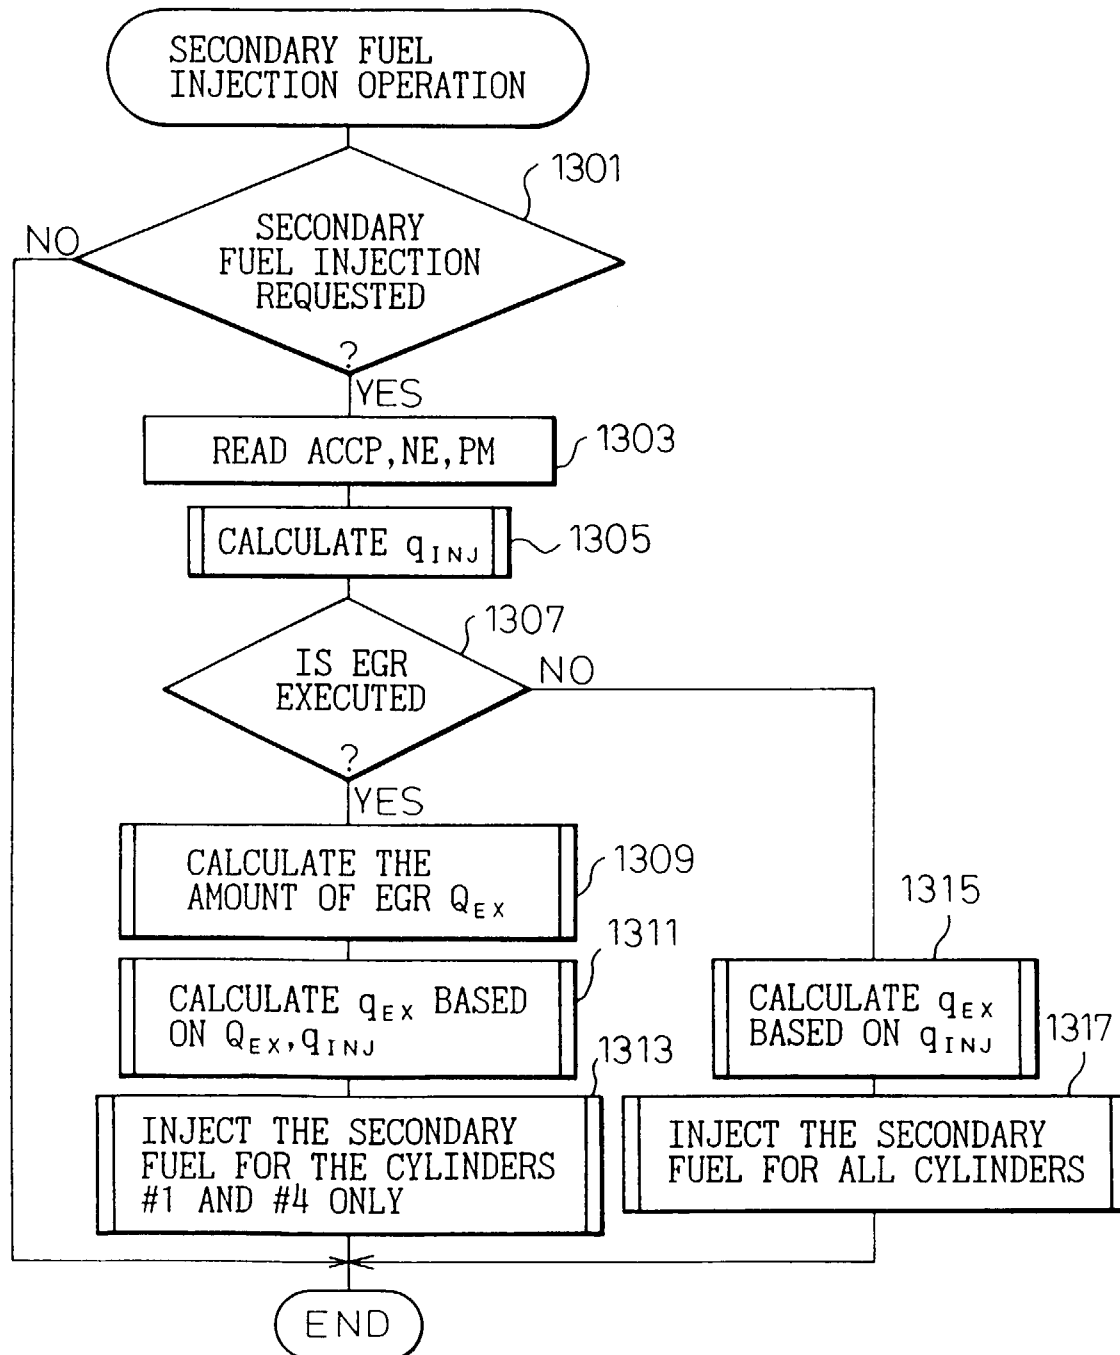 SECONDARY FUEL
INJECTION OPERATION
1301
NO
SECONDARY
FUEL INJECTION
REQUESTED
?
YES
READ ACCP,NE,PM
1303
CALCULATE qINJ
1305
1307
IS EGR
EXECUTED
?
NO
YES
CALCULATE THE
AMOUNT OF EGR QEX
1309
1311
CALCULATE qEX BASED
ON QEX,qINJ
1313
INJECT THE SECONDARY
FUEL FOR THE CYLINDERS
#1 AND #4 ONLY
1315
CALCULATE qEX
BASED ON qINJ
1317
INJECT THE SECONDARY
FUEL FOR ALL CYLINDERS
END